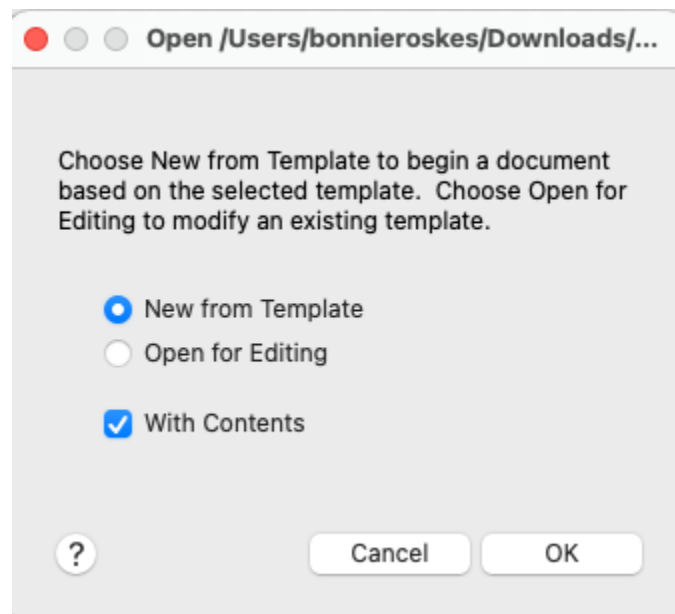 Open /Users/bonnieroskes/Downloads/...
Choose New from Template to begin a document
based on the selected template.  Choose Open for
Editing to modify an existing template.
New from Template
Open for Editing
With Contents
? Cancel OK